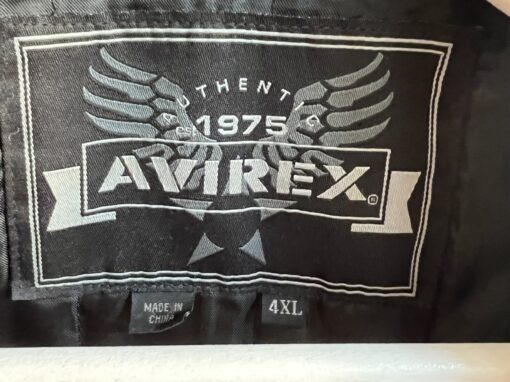 AUTHENTIC
EST 1975
AVIREX®
MADE IN
CHINA
4XL